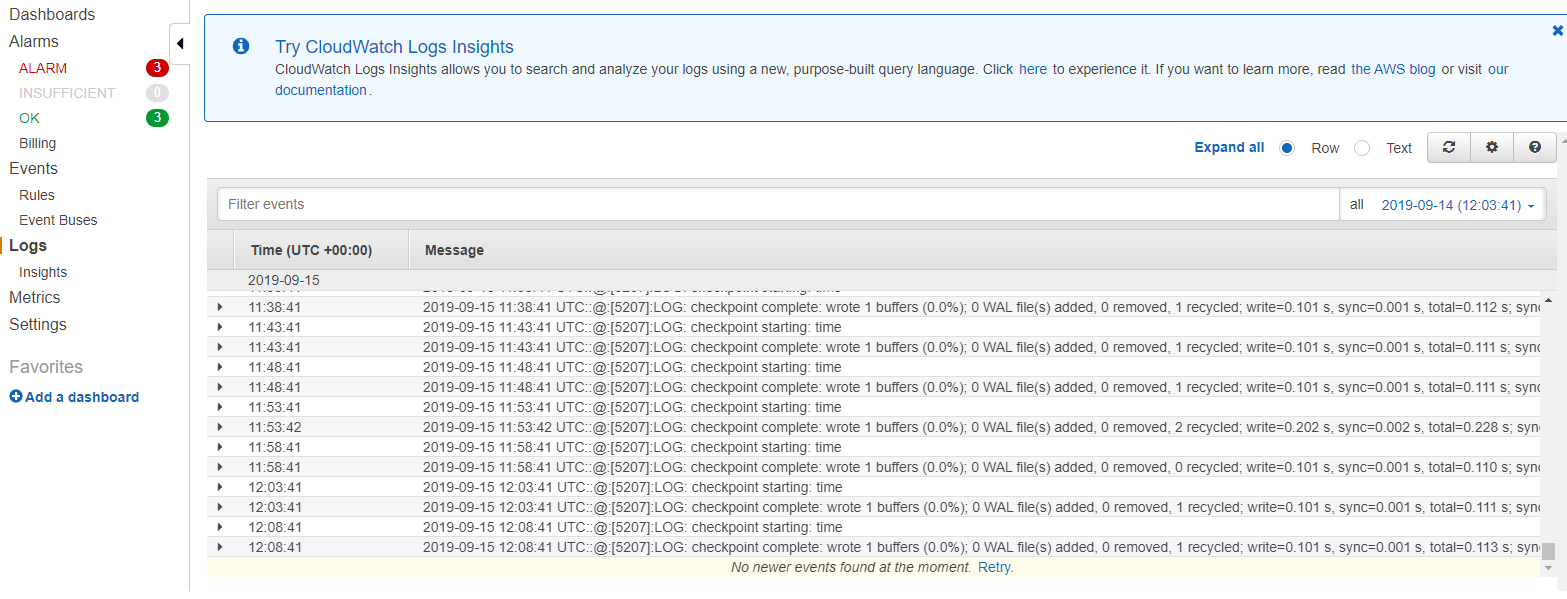 Dashboards
Alarms
ALARM 3
INSUFFICIENT 0
OK 3
Billing
Events
Rules
Event Buses
Logs
Insights
Metrics
Settings
Favorites
Add a dashboard
Try CloudWatch Logs Insights
CloudWatch Logs Insights allows you to search and analyze your logs using a new, purpose-built query language. Click here to experience it. If you want to learn more, read the AWS blog or visit our
documentation.
Expand all Row Text
Filter events all 2019-09-14 (12:03:41)
Time (UTC +00:00) Message
2019-09-15
11:38:41 2019-09-15 11:38:41 UTC::@:[5207]:LOG: checkpoint complete: wrote 1 buffers (0.0%); 0 WAL file(s) added, 0 removed, 1 recycled; write=0.101 s, sync=0.001 s, total=0.112 s; syn
11:43:41 2019-09-15 11:43:41 UTC::@:[5207]:LOG: checkpoint starting: time
11:43:41 2019-09-15 11:43:41 UTC::@:[5207]:LOG: checkpoint complete: wrote 1 buffers (0.0%); 0 WAL file(s) added, 0 removed, 1 recycled; write=0.101 s, sync=0.001 s, total=0.111 s; syn
11:48:41 2019-09-15 11:48:41 UTC::@:[5207]:LOG: checkpoint starting: time
11:48:41 2019-09-15 11:48:41 UTC::@:[5207]:LOG: checkpoint complete: wrote 1 buffers (0.0%); 0 WAL file(s) added, 0 removed, 1 recycled; write=0.101 s, sync=0.001 s, total=0.111 s; syn
11:53:41 2019-09-15 11:53:41 UTC::@:[5207]:LOG: checkpoint starting: time
11:53:42 2019-09-15 11:53:42 UTC::@:[5207]:LOG: checkpoint complete: wrote 1 buffers (0.0%); 0 WAL file(s) added, 0 removed, 2 recycled; write=0.202 s, sync=0.002 s, total=0.228 s; syn
11:58:41 2019-09-15 11:58:41 UTC::@:[5207]:LOG: checkpoint starting: time
11:58:41 2019-09-15 11:58:41 UTC::@:[5207]:LOG: checkpoint complete: wrote 1 buffers (0.0%); 0 WAL file(s) added, 0 removed, 0 recycled; write=0.101 s, sync=0.001 s, total=0.110 s; syn
12:03:41 2019-09-15 12:03:41 UTC::@:[5207]:LOG: checkpoint starting: time
12:03:41 2019-09-15 12:03:41 UTC::@:[5207]:LOG: checkpoint complete: wrote 1 buffers (0.0%); 0 WAL file(s) added, 0 removed, 1 recycled; write=0.101 s, sync=0.001 s, total=0.111 s; syn
12:08:41 2019-09-15 12:08:41 UTC::@:[5207]:LOG: checkpoint starting: time
12:08:41 2019-09-15 12:08:41 UTC::@:[5207]:LOG: checkpoint complete: wrote 1 buffers (0.0%); 0 WAL file(s) added, 0 removed, 1 recycled; write=0.101 s, sync=0.001 s, total=0.113 s; syn
No newer events found at the moment. Retry.